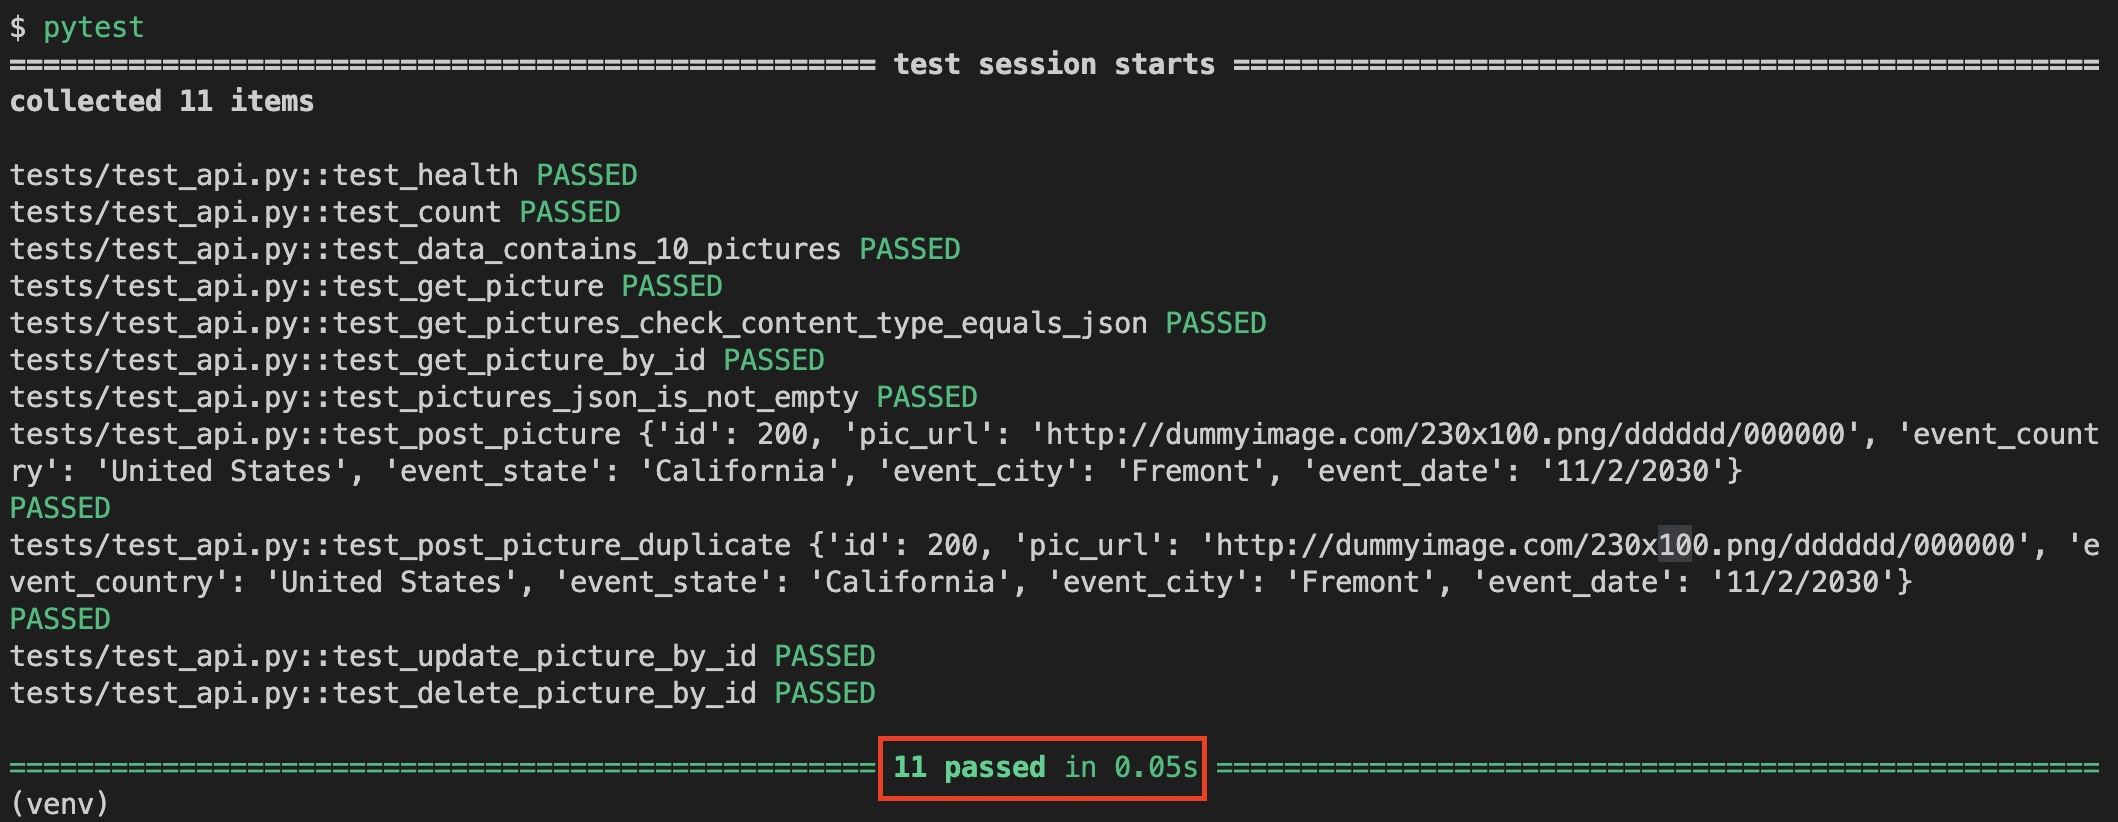 $ pytest
=================================================== test session starts ===================================================
collected 11 items
tests/test_api.py::test_health PASSED
tests/test_api.py::test_count PASSED
tests/test_api.py::test_data_contains_10_pictures PASSED
tests/test_api.py::test_get_picture PASSED
tests/test_api.py::test_get_pictures_check_content_type_equals_json PASSED
tests/test_api.py::test_get_picture_by_id PASSED
tests/test_api.py::test_pictures_json_is_not_empty PASSED
tests/test_api.py::test_post_picture {'id': 200, 'pic_url': 'http://dummyimage.com/230x100.png/dddddd/000000', 'event_count
ry': 'United States', 'event_state': 'California', 'event_city': 'Fremont', 'event_date': '11/2/2030'}
PASSED
tests/test_api.py::test_post_picture_duplicate {'id': 200, 'pic_url': 'http://dummyimage.com/230x100.png/dddddd/000000', 'e
vent_country': 'United States', 'event_state': 'California', 'event_city': 'Fremont', 'event_date': '11/2/2030'}
PASSED
tests/test_api.py::test_update_picture_by_id PASSED
tests/test_api.py::test_delete_picture_by_id PASSED
=================================================== 11 passed in 0.05s ====================================================
(venv)